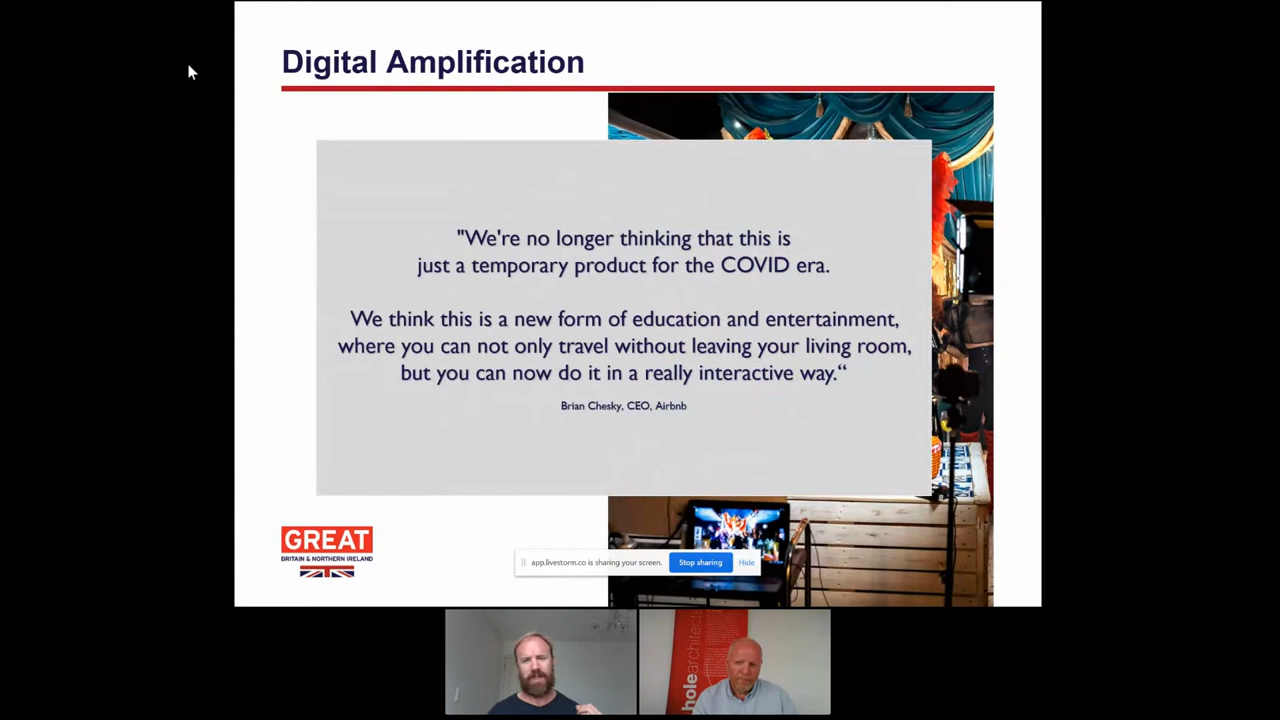 Digital Amplification
"We're no longer thinking that this is
just a temporary product for the COVID era.
We think this is a new form of education and entertainment,
where you can not only travel without leaving your living room,
but you can now do it in a really interactive way.“
Brian Chesky, CEO, Airbnb
GREAT
BRITAIN & NORTHERN IRELAND
app.livestorm.co is sharing your screen.
Stop sharing
Hide
holearchitects